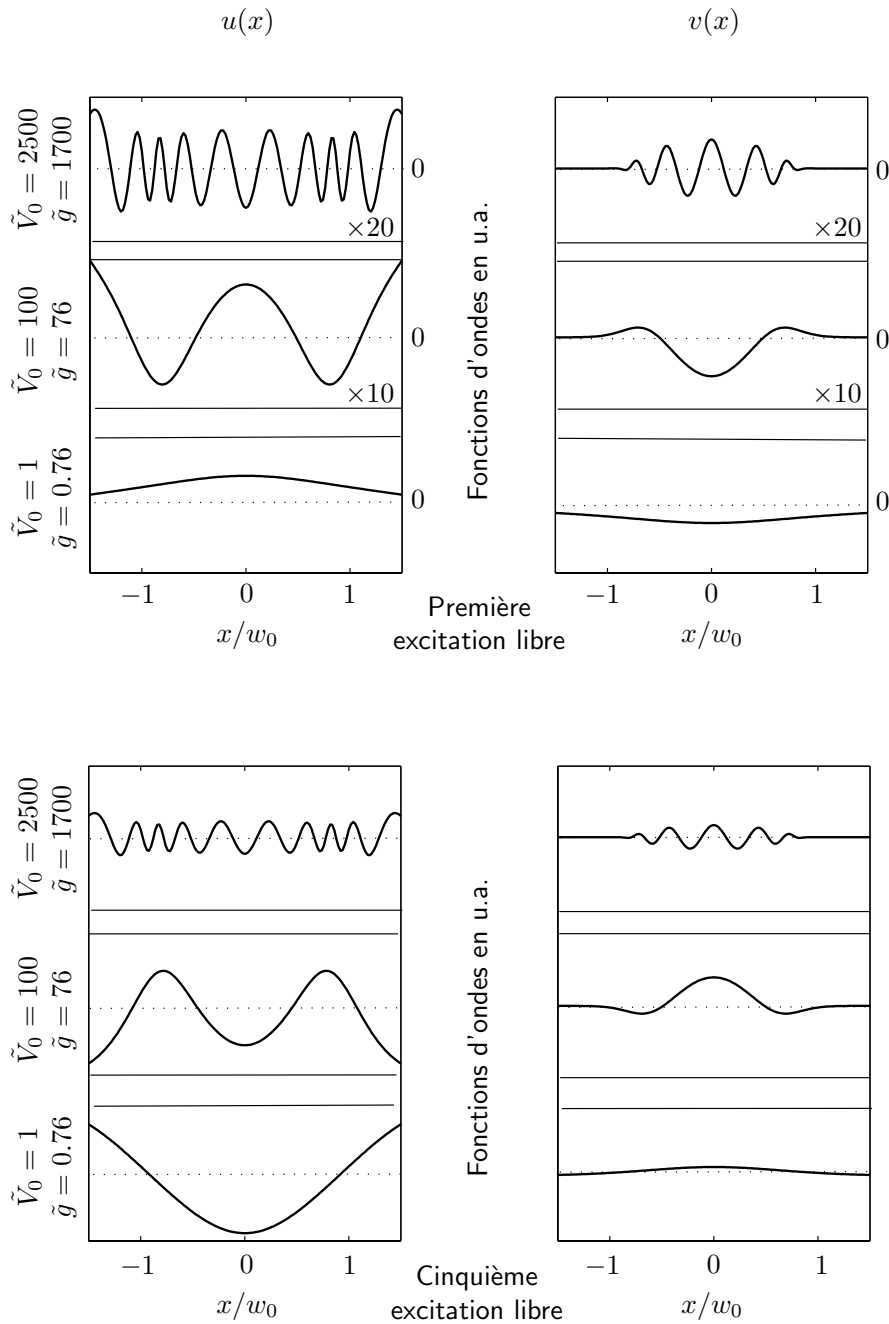 u(x)
v(x)
Ṽ₀ = 2500
g̃ = 1700
0
×20
0
×20
Ṽ₀ = 100
g̃ = 76
0
×10
0
×10
Ṽ₀ = 1
g̃ = 0.76
0
0
Fonctions d'ondes en u.a.
−1 0 1
−1 0 1
x/w₀
x/w₀
Première
excitation libre
Ṽ₀ = 2500
g̃ = 1700
Ṽ₀ = 100
g̃ = 76
Ṽ₀ = 1
g̃ = 0.76
Fonctions d'ondes en u.a.
−1 0 1
−1 0 1
x/w₀
x/w₀
Cinquième
excitation libre